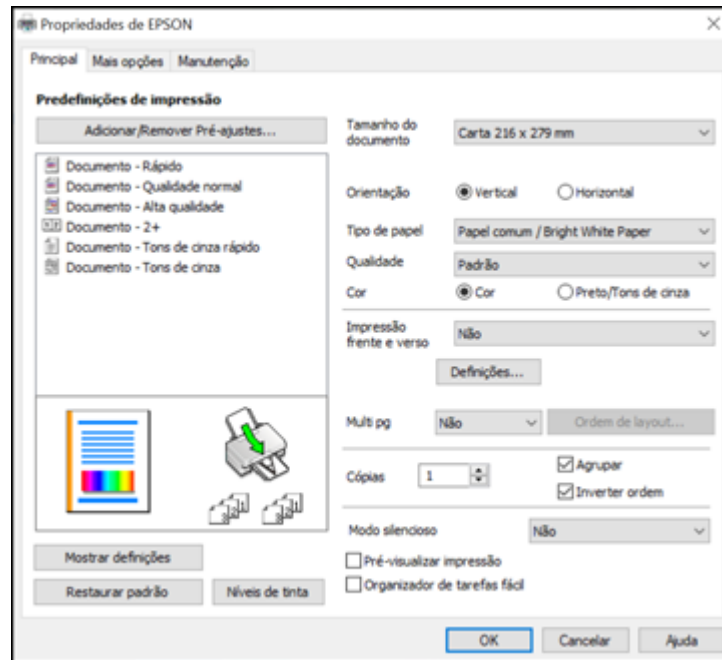 Propriedades de EPSON
Principal Mais opções Manutenção
Predefinições de impressão
Adicionar/Remover Pré-ajustes...
Documento - Rápido
Documento - Qualidade normal
Documento - Alta qualidade
Documento - 2+
Documento - Tons de cinza rápido
Documento - Tons de cinza
Mostrar definições
Restaurar padrão Níveis de tinta
Tamanho do
documento
Carta 216 x 279 mm
Orientação Vertical Horizontal
Tipo de papel Papel comum / Bright White Paper
Qualidade Padrão
Cor Cor Preto/Tons de cinza
Impressão
frente e verso
Não
Definições...
Multi pg Não Ordem de layout...
Cópias 1 Agrupar
Inverter ordem
Modo silencioso Não
Pré-visualizar impressão
Organizador de tarefas fácil
OK Cancelar Ajuda